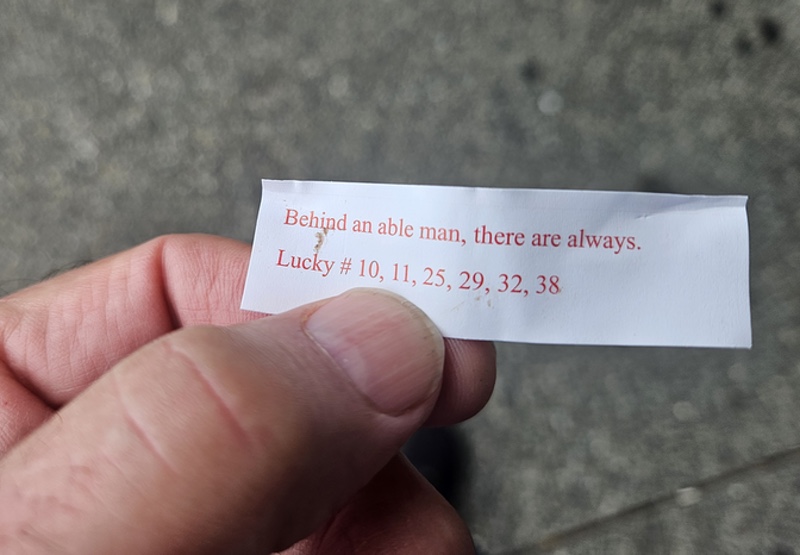 Behind an able man, there are always.
Lucky # 10, 11, 25, 29, 32, 38